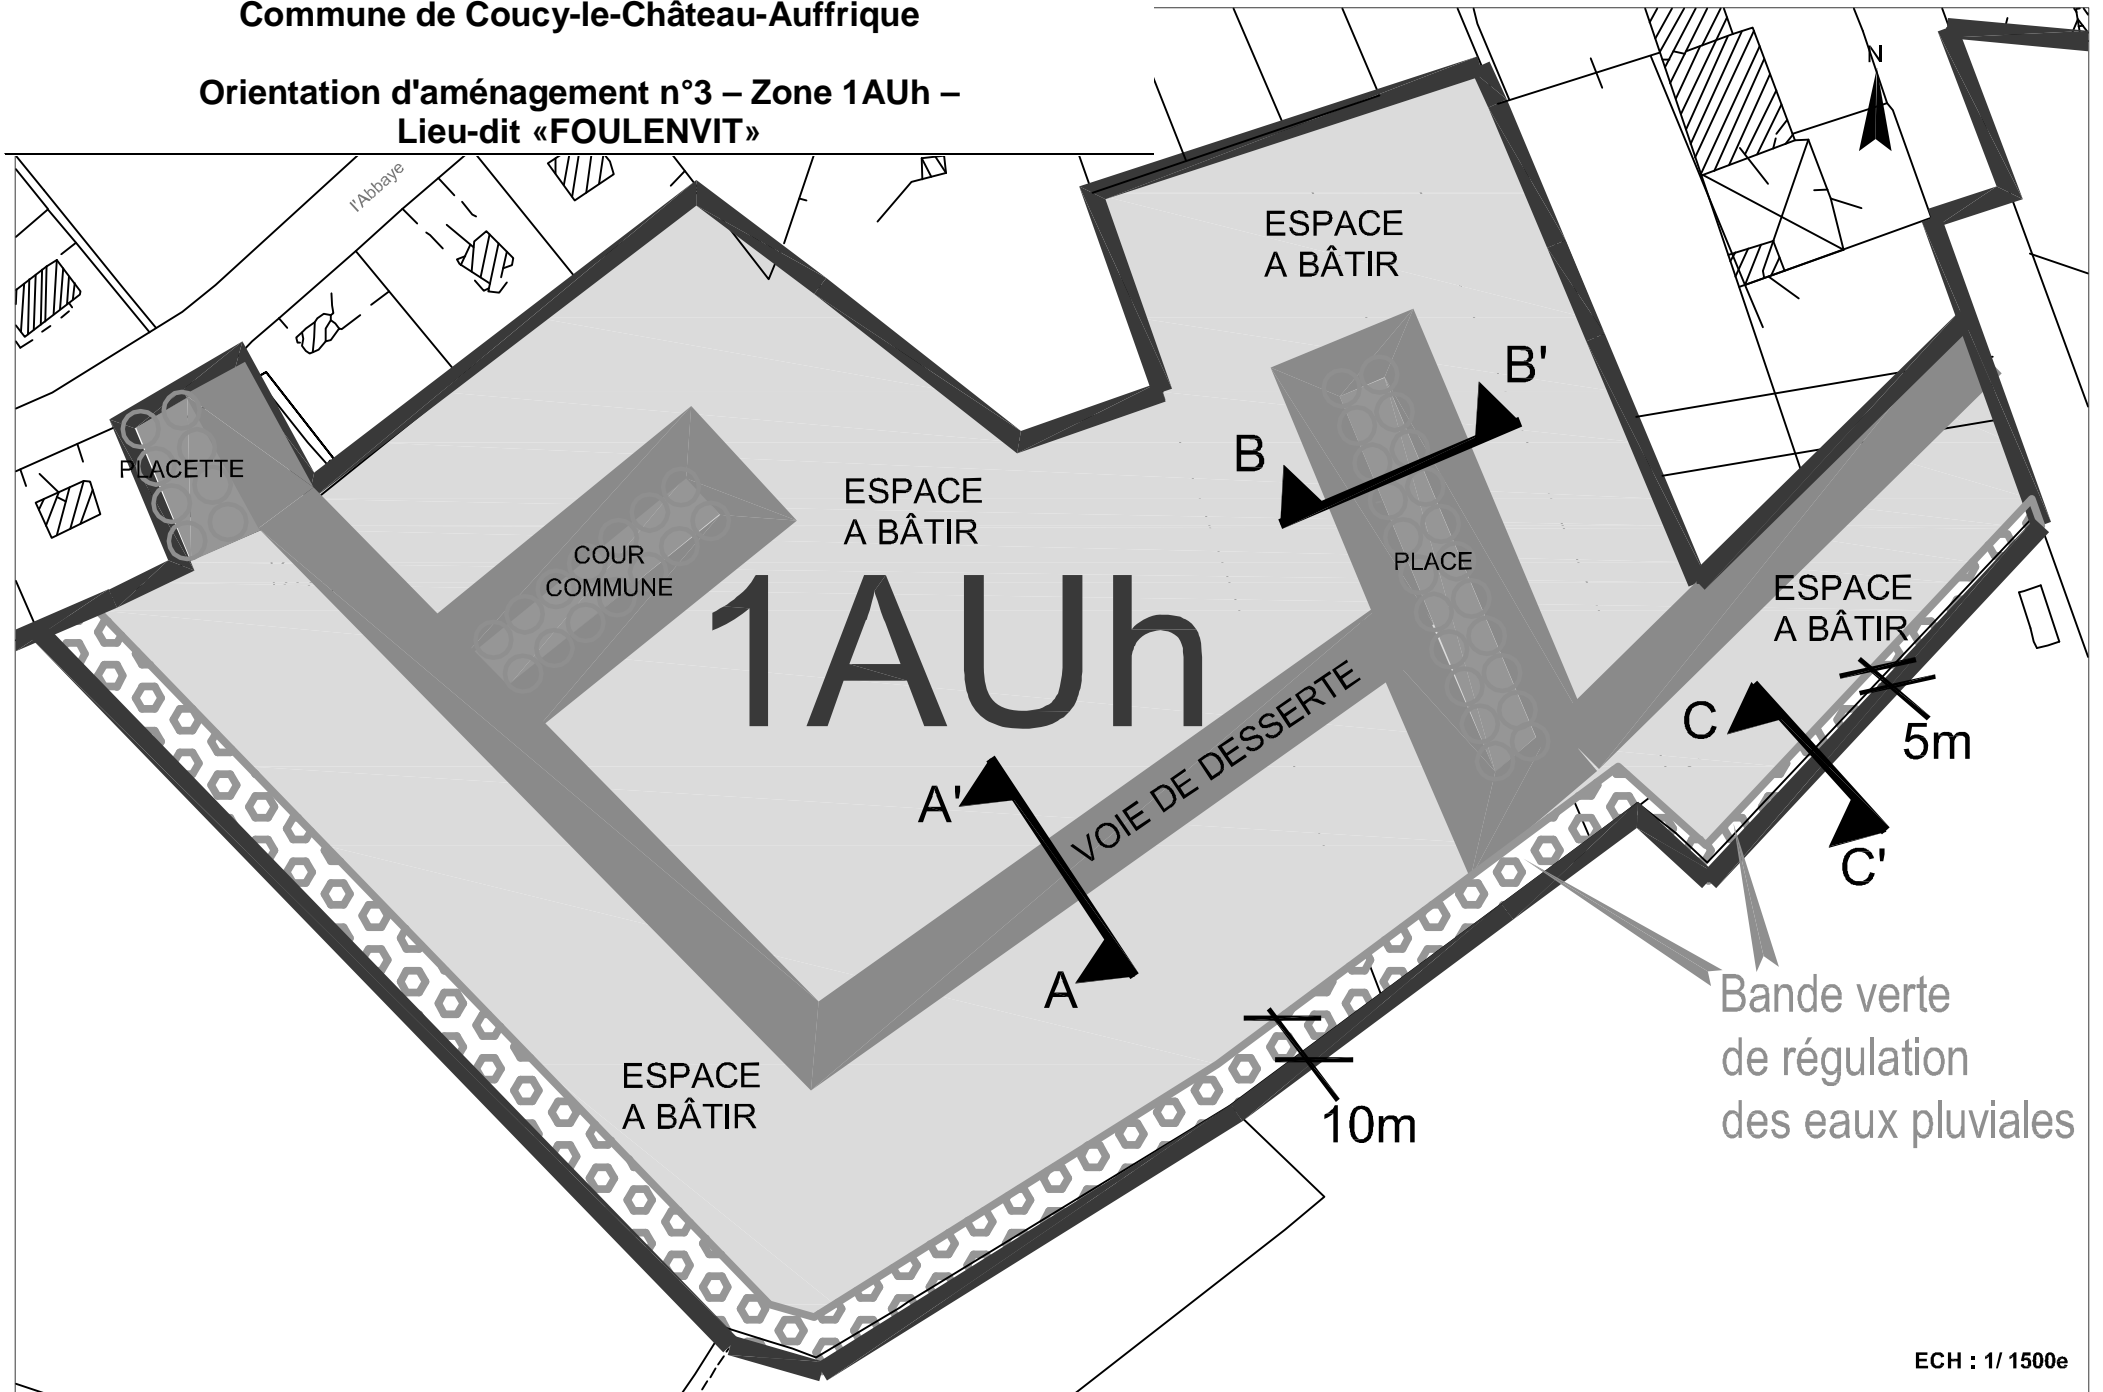 Commune de Coucy-le-Château-Auffrique
Orientation d'aménagement n°3 – Zone 1AUh –
Lieu-dit «FOULENVIT»
N
l'Abbaye
ESPACE
A BÂTIR
B'
B
PLACETTE
ESPACE
A BÂTIR
COUR
COMMUNE
PLACE
1AUh
ESPACE
A BÂTIR
VOIE DE DESSERTE
C
5m
A'
C'
A
Bande verte
de régulation
des eaux pluviales
ESPACE
A BÂTIR
10m
ECH : 1/ 1500e